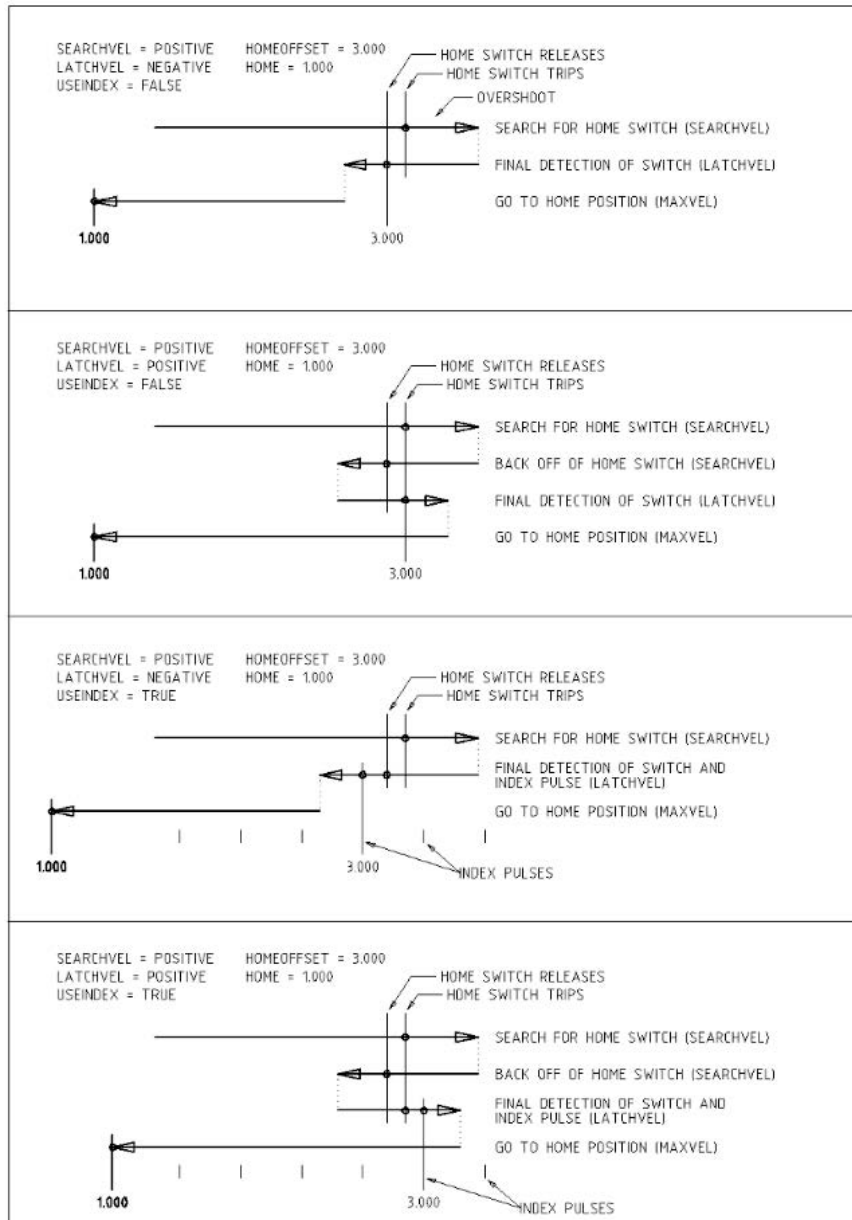 SEARCHVEL = POSITIVE HOMEOFFSET = 3.000
LATCHVEL = NEGATIVE HOME = 1.000
USEINDEX = FALSE
HOME SWITCH RELEASES
HOME SWITCH TRIPS
OVERSHOOT
SEARCH FOR HOME SWITCH (SEARCHVEL)
FINAL DETECTION OF SWITCH (LATCHVEL)
GO TO HOME POSITION (MAXVEL)
1.000 3.000
SEARCHVEL = POSITIVE HOMEOFFSET = 3.000
LATCHVEL = POSITIVE HOME = 1.000
USEINDEX = FALSE
HOME SWITCH RELEASES
HOME SWITCH TRIPS
SEARCH FOR HOME SWITCH (SEARCHVEL)
BACK OFF OF HOME SWITCH (SEARCHVEL)
FINAL DETECTION OF SWITCH (LATCHVEL)
GO TO HOME POSITION (MAXVEL)
1.000 3.000
SEARCHVEL = POSITIVE HOMEOFFSET = 3.000
LATCHVEL = NEGATIVE HOME = 1.000
USEINDEX = TRUE
HOME SWITCH RELEASES
HOME SWITCH TRIPS
SEARCH FOR HOME SWITCH (SEARCHVEL)
FINAL DETECTION OF SWITCH AND
INDEX PULSE (LATCHVEL)
GO TO HOME POSITION (MAXVEL)
1.000 3.000
INDEX PULSES
SEARCHVEL = POSITIVE HOMEOFFSET = 3.000
LATCHVEL = POSITIVE HOME = 1.000
USEINDEX = TRUE
HOME SWITCH RELEASES
HOME SWITCH TRIPS
SEARCH FOR HOME SWITCH (SEARCHVEL)
BACK OFF OF HOME SWITCH (SEARCHVEL)
FINAL DETECTION OF SWITCH AND
INDEX PULSE (LATCHVEL)
GO TO HOME POSITION (MAXVEL)
1.000 3.000
INDEX PULSES